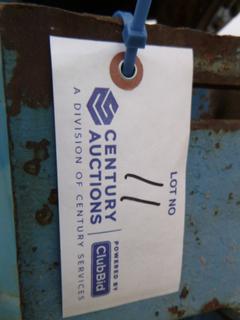 CENTURY
AUCTIONS
A DIVISION OF CENTURY SERVICES
POWERED BY
ClubBid
LOT NO
11